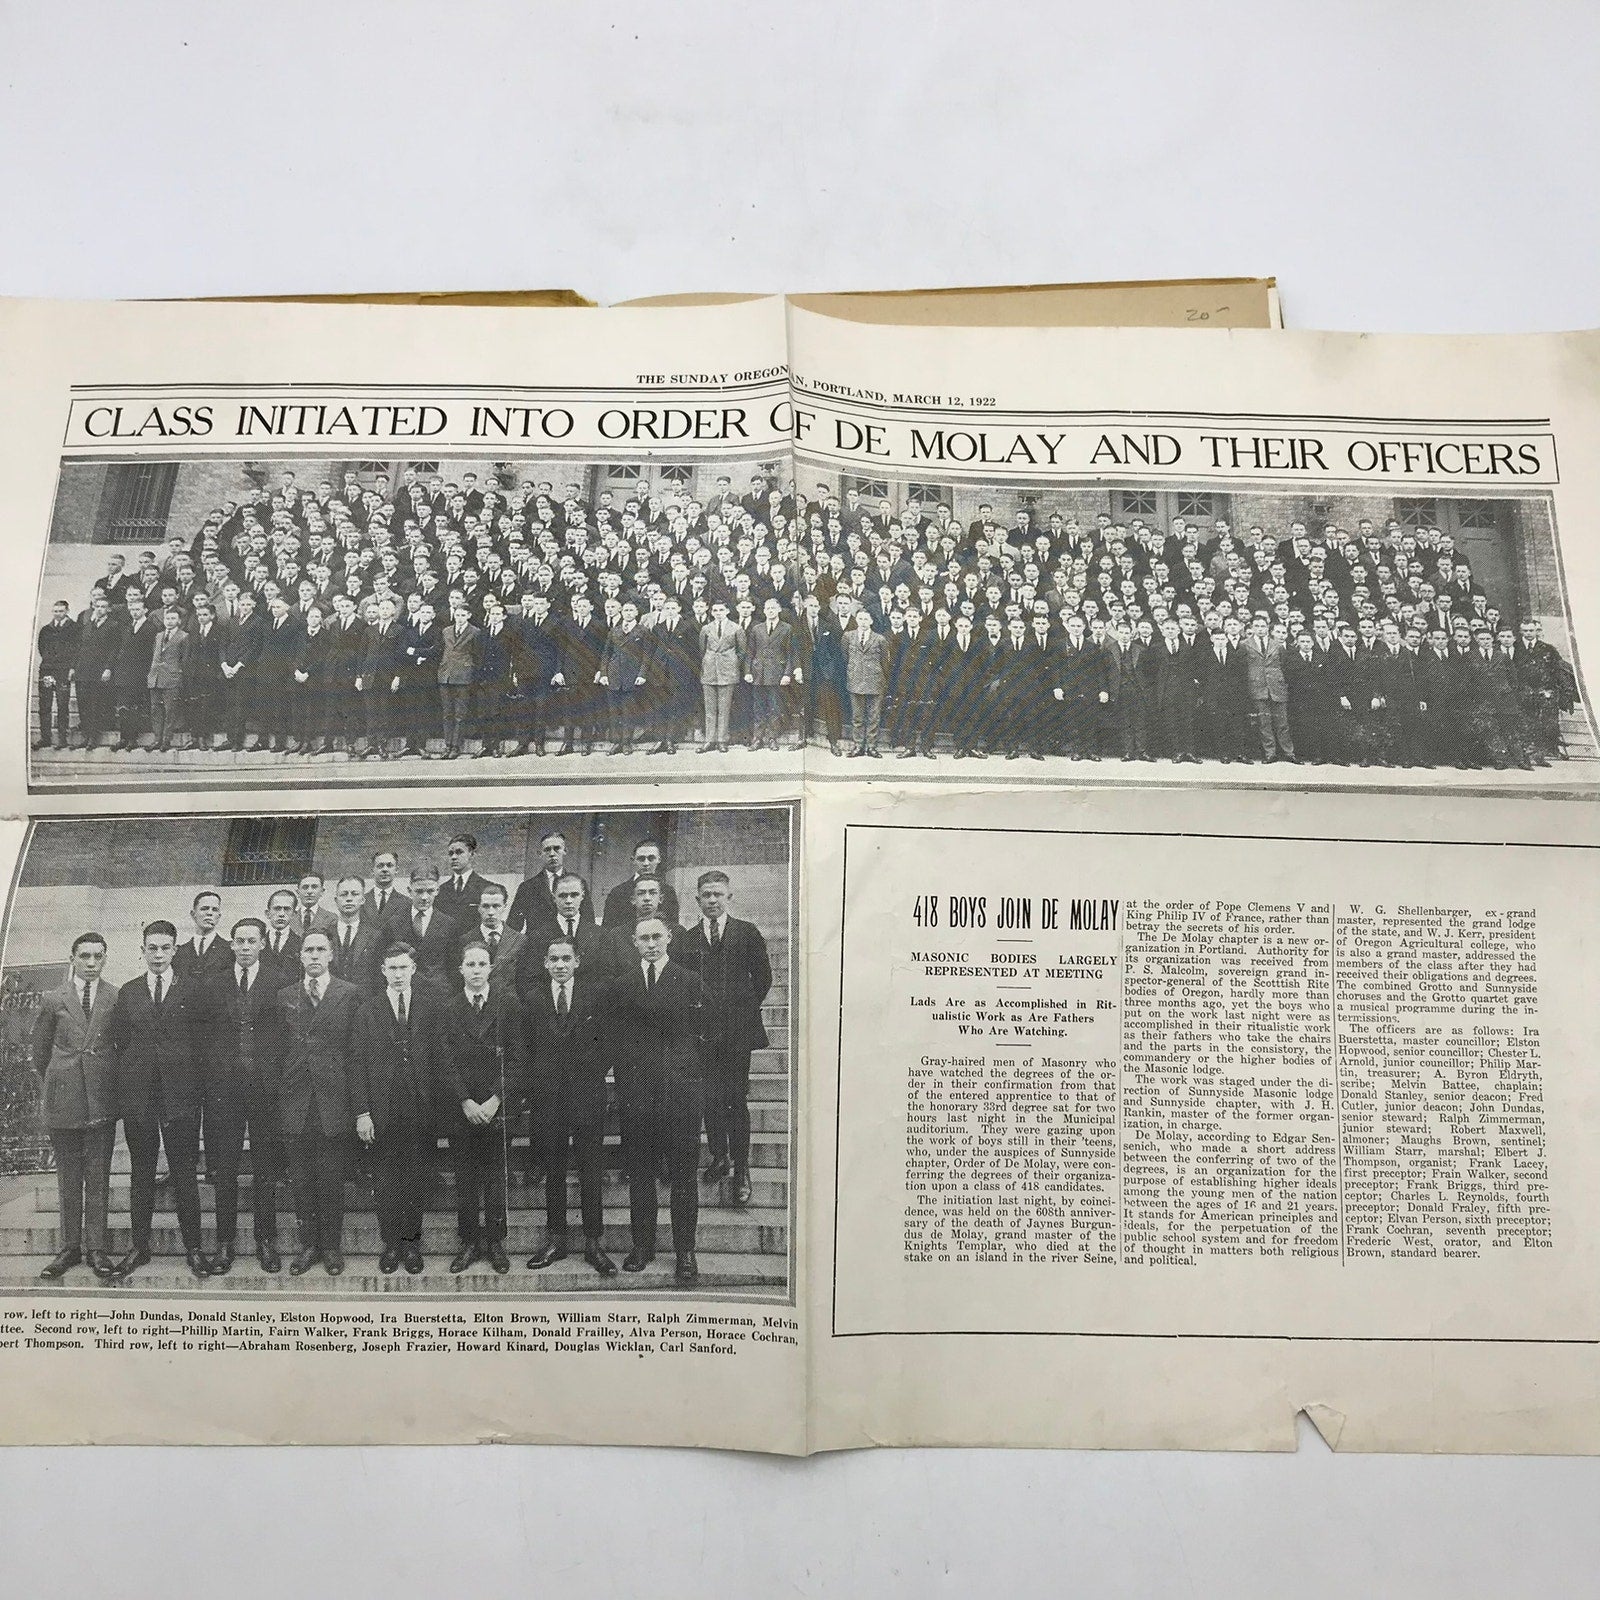 20-
THE SUNDAY OREGONIAN, PORTLAND, MARCH 12, 1922
CLASS INITIATED INTO ORDER OF DE MOLAY AND THEIR OFFICERS
row, left to right—John Dundas, Donald Stanley, Elston Hopwood, Ira Buerstetta, Elton Brown, William Starr, Ralph Zimmerman, Melvin
ttee. Second row, left to right—Phillip Martin, Fairn Walker, Frank Briggs, Horace Kilham, Donald Frailley, Alva Person, Horace Cochran,
bert Thompson. Third row, left to right—Abraham Rosenberg, Joseph Frazier, Howard Kinard, Douglas Wicklan, Carl Sanford.
418 BOYS JOIN DE MOLAY
MASONIC BODIES LARGELY
REPRESENTED AT MEETING
Lads Are as Accomplished in Rit-
ualistic Work as Are Fathers
Who Are Watching.
Gray-haired men of Masonry who
have watched the degrees of the or-
der in their confirmation from that
of the entered apprentice to that of
the honorary 33rd degree sat for two
hours last night in the Municipal
auditorium. They were gazing upon
the work of boys still in their 'teens,
who, under the auspices of Sunnyside
chapter, Order of De Molay, were con-
ferring the degrees of their organiza-
tion upon a class of 418 candidates.
The initiation last night, by coinci-
dence, was held on the 608th anniver-
sary of the death of Jaynes Burgun-
dus de Molay, grand master of the
Knights Templar, who died at the
stake on an island in the river Seine,
at the order of Pope Clemens V and
King Philip IV of France, rather than
betray the secrets of his order.
The De Molay chapter is a new or-
ganization in Portland. Authority for
its organization was received from
P. S. Malcolm, sovereign grand in-
spector-general of the Scotttish Rite
bodies of Oregon, hardly more than
three months ago, yet the boys who
put on the work last night were as
accomplished in their ritualistic work
as their fathers who take the chairs
and the parts in the consistory, the
commandery or the higher bodies of
the Masonic lodge.
The work was staged under the di-
rection of Sunnyside Masonic lodge
and Sunnyside chapter, with J. H.
Rankin, master of the former organ-
ization, in charge.
De Molay, according to Edgar Sen-
senich, who made a short address
between the conferring of two of the
degrees, is an organization for the
purpose of establishing higher ideals
among the young men of the nation
between the ages of 16 and 21 years.
It stands for American principles and
ideals, for the perpetuation of the
public school system and for freedom
of thought in matters both religious
and political.
W. G. Shellenbarger, ex-grand
master, represented the grand lodge
of the state, and W. J. Kerr, president
of Oregon Agricultural college, who
is also a grand master, addressed the
members of the class after they had
received their obligations and degrees.
The combined Grotto and Sunnyside
choruses and the Grotto quartet gave
a musical programme during the in-
termissions.
The officers are as follows: Ira
Buerstetta, master councillor; Elston
Hopwood, senior councillor; Chester L.
Arnold, junior councillor; Philip Mar-
tin, treasurer; A. Byron Eldryth,
scribe; Melvin Battee, chaplain;
Donald Stanley, senior deacon; Fred
Cutler, junior deacon; John Dundas,
senior steward; Ralph Zimmerman,
junior steward; Robert Maxwell,
almoner; Maughs Brown, sentinel;
William Starr, marshal; Elbert J.
Thompson, organist; Frank Lacey,
first preceptor; Frain Walker, second
preceptor; Frank Briggs, third pre-
ceptor; Charles L. Reynolds, fourth
preceptor; Donald Fraley, fifth pre-
ceptor; Elvan Person, sixth preceptor;
Frank Cochran, seventh preceptor;
Frederic West, orator, and Elton
Brown, standard bearer.